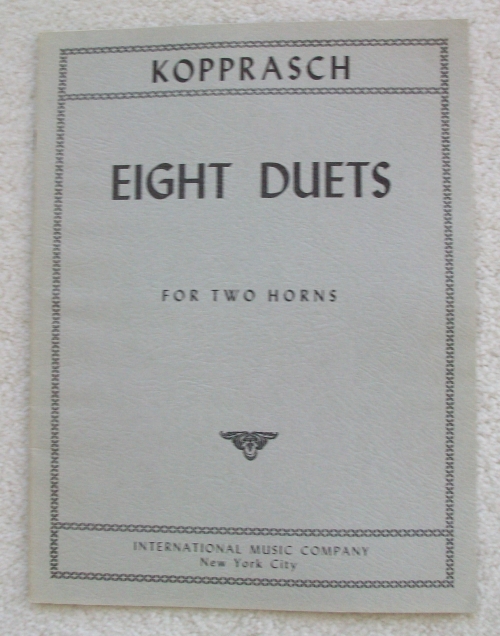 KOPPRASCH
EIGHT DUETS
FOR TWO HORNS
INTERNATIONAL MUSIC COMPANY
New York City